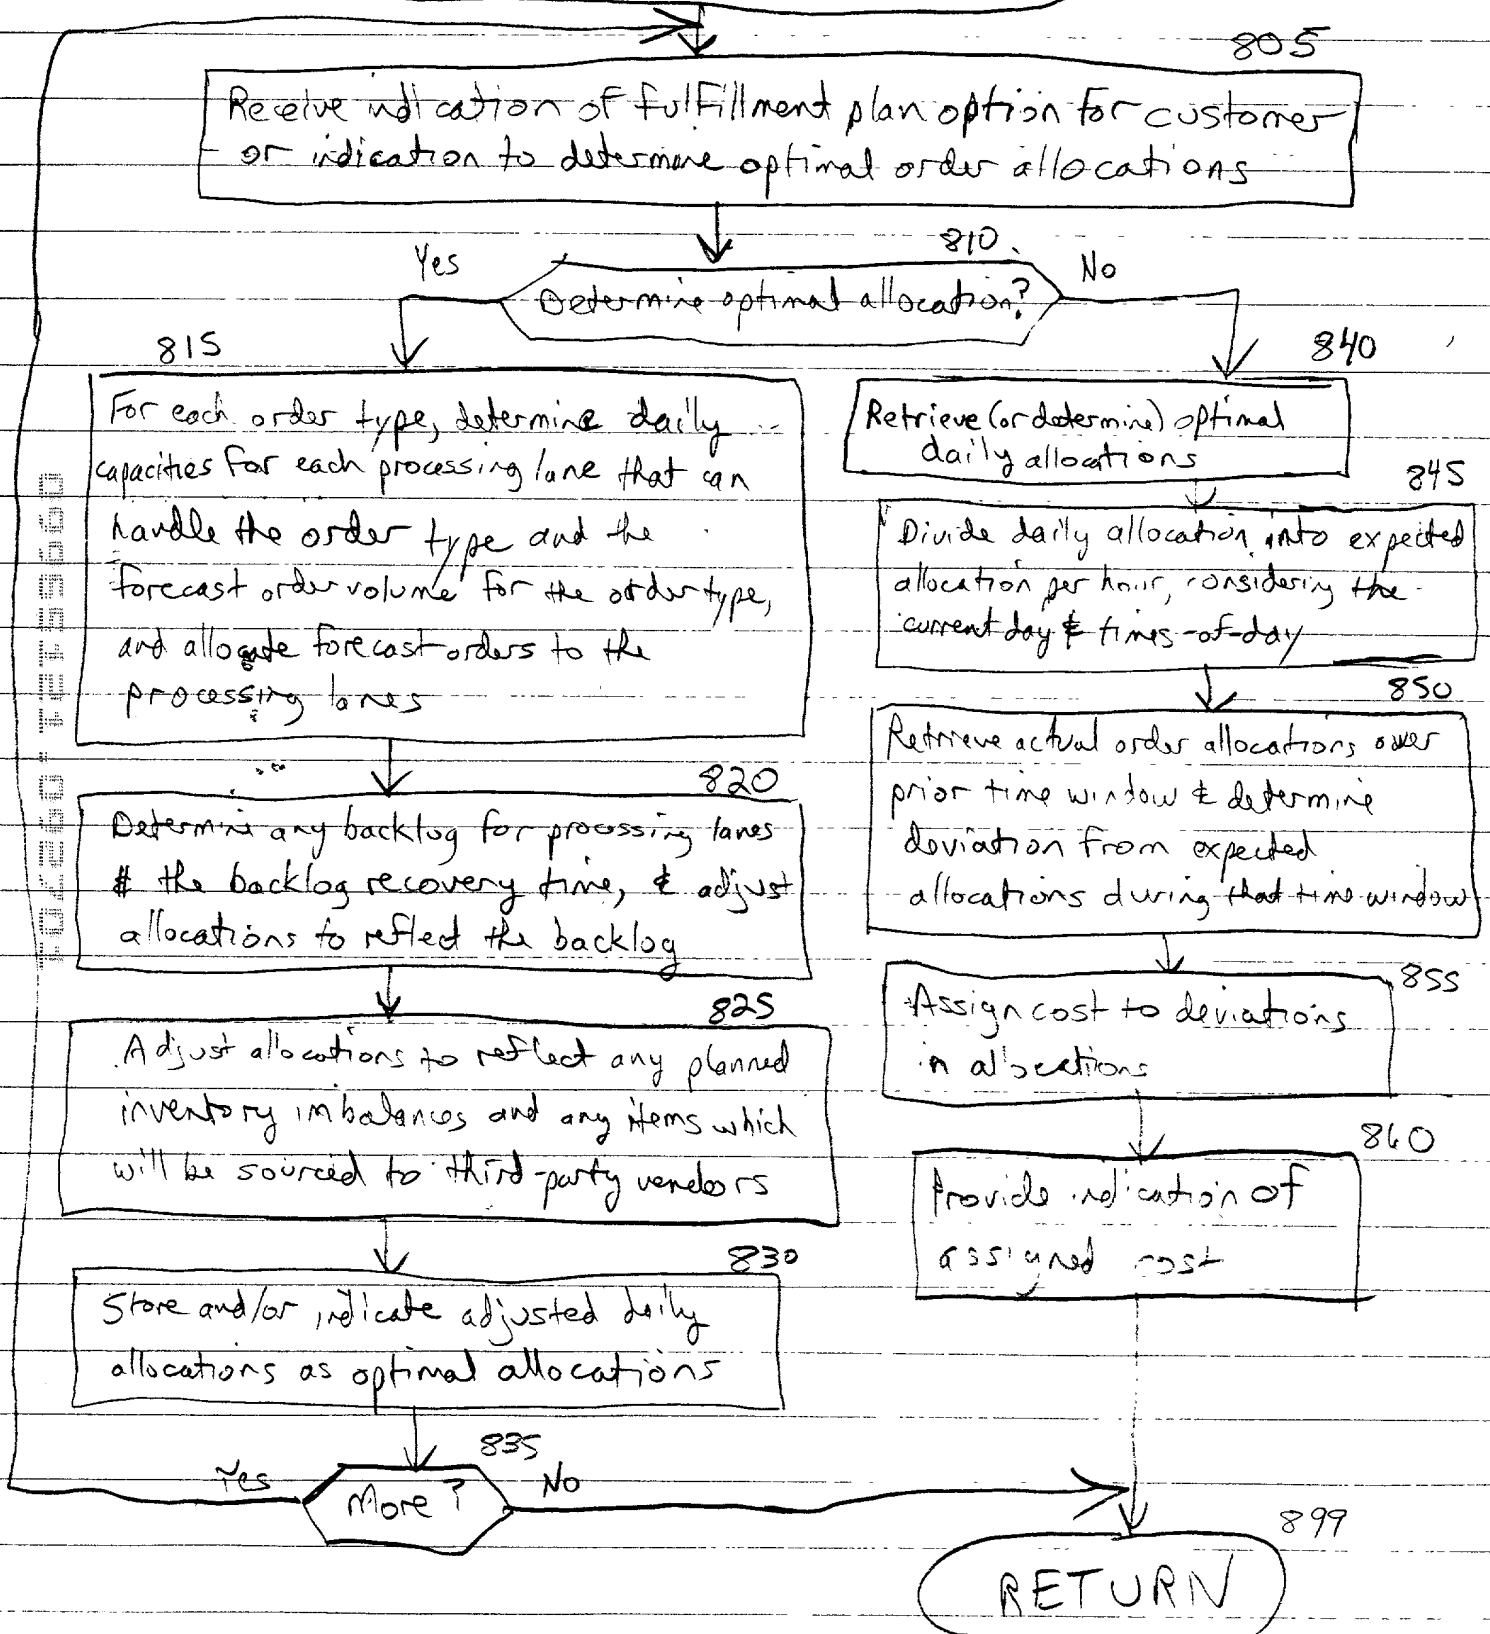 805
Receive indication of fulfillment plan option for customer
or indication to determine optimal order allocations
810
Yes
No
Determine optimal allocation?
815
For each order type, determine daily
capacities for each processing lane that can
handle the order type and the
forecast order volume for the order type,
and allocate forecast orders to the
processing lanes
820
Determine any backlog for processing lanes
& the backlog recovery time, & adjust
allocations to reflect the backlog
825
Adjust allocations to reflect any planned
inventory imbalances and any items which
will be sourced to third-party vendors
830
Store and/or indicate adjusted daily
allocations as optimal allocations
835
Yes
More?
No
840
Retrieve (or determine) optimal
daily allocations
845
Divide daily allocation into expected
allocation per hour, considering the
current day & times-of-day
850
Retrieve actual order allocations over
prior time window & determine
deviation from expected
allocations during that time window
855
Assign cost to deviations
in allocations
860
Provide indication of
assigned cost
899
RETURN